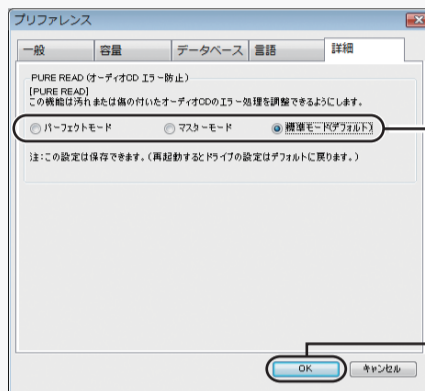 プリファレンス
一般 容量 データベース 言語 詳細
PURE READ (オーディオCD エラー防止)
[PURE READ]
この機能は汚れまたは傷の付いたオーディオCDのエラー処理を調整できるようにします。
パーフェクトモード マスターモード 標準モード(デフォルト)
注:この設定は保存できます。(再起動するとドライブの設定はデフォルトに戻ります。)
OK キャンセル